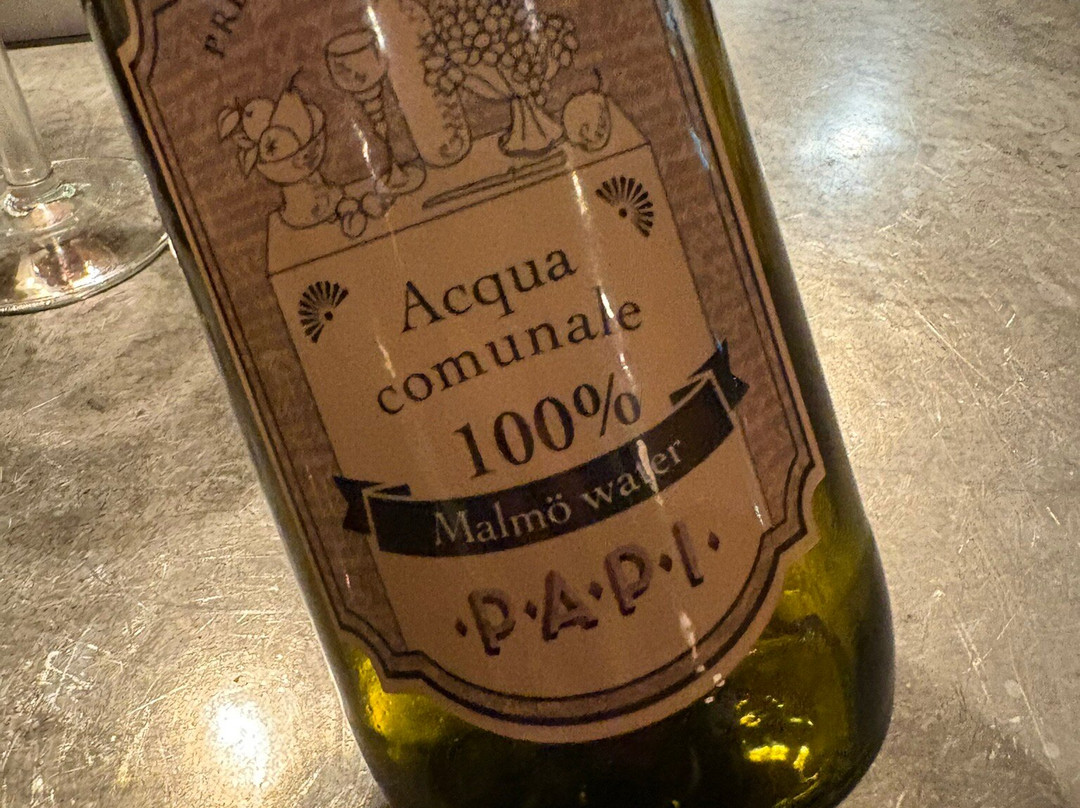 Acqua
comunale
100%
Malmö water
·P·A·P·I·